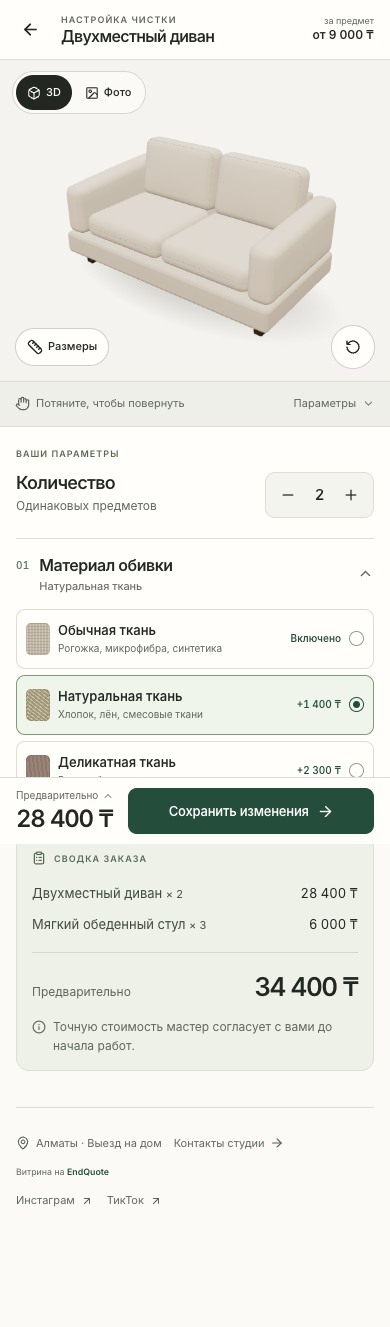 НАСТРОЙКА ЧИСТКИ
Двухместный диван
за предмет
от 9 000 ₸
3D
Фото
Размеры
Потяните, чтобы повернуть
Параметры
ВАШИ ПАРАМЕТРЫ
Количество
Одинаковых предметов
2
01 Материал обивки
Натуральная ткань
Обычная ткань
Рогожка, микрофибра, синтетика
Включено
Натуральная ткань
Хлопок, лён, смесовые ткани
+1 400 ₸
Деликатная ткань
+2 300 ₸
Предварительно
28 400 ₸
Сохранить изменения
СВОДКА ЗАКАЗА
Двухместный диван × 2 28 400 ₸
Мягкий обеденный стул × 3 6 000 ₸
Предварительно 34 400 ₸
Точную стоимость мастер согласует с вами до
начала работ.
Алматы · Выезд на дом Контакты студии
Витрина на EndQuote
Инстаграм ТикТок